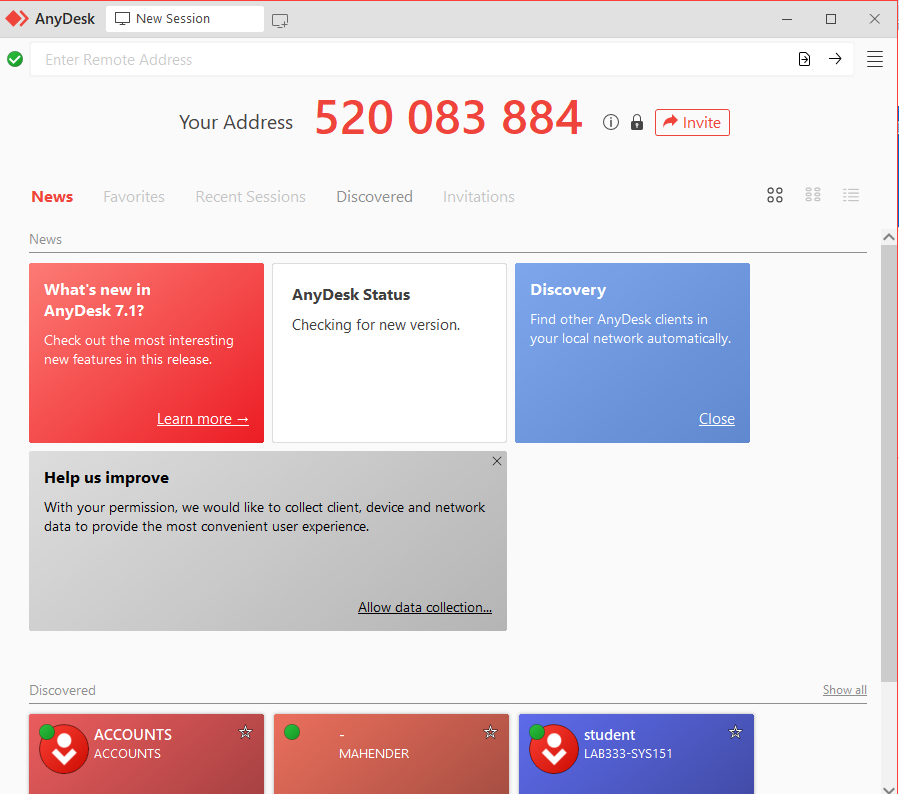 AnyDesk
New Session
Enter Remote Address
Your Address 520 083 884 Invite
News Favorites Recent Sessions Discovered Invitations
News
What's new in
AnyDesk 7.1?
Check out the most interesting
new features in this release.
Learn more →
AnyDesk Status
Checking for new version.
Discovery
Find other AnyDesk clients in
your local network automatically.
Close
Help us improve
With your permission, we would like to collect client, device and network
data to provide the most convenient user experience.
Allow data collection...
Discovered Show all
ACCOUNTS
ACCOUNTS
-
MAHENDER
student
LAB333-SYS151